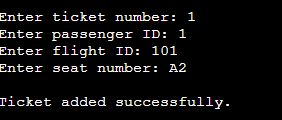 Enter ticket number: 1
Enter passenger ID: 1
Enter flight ID: 101
Enter seat number: A2
Ticket added successfully.